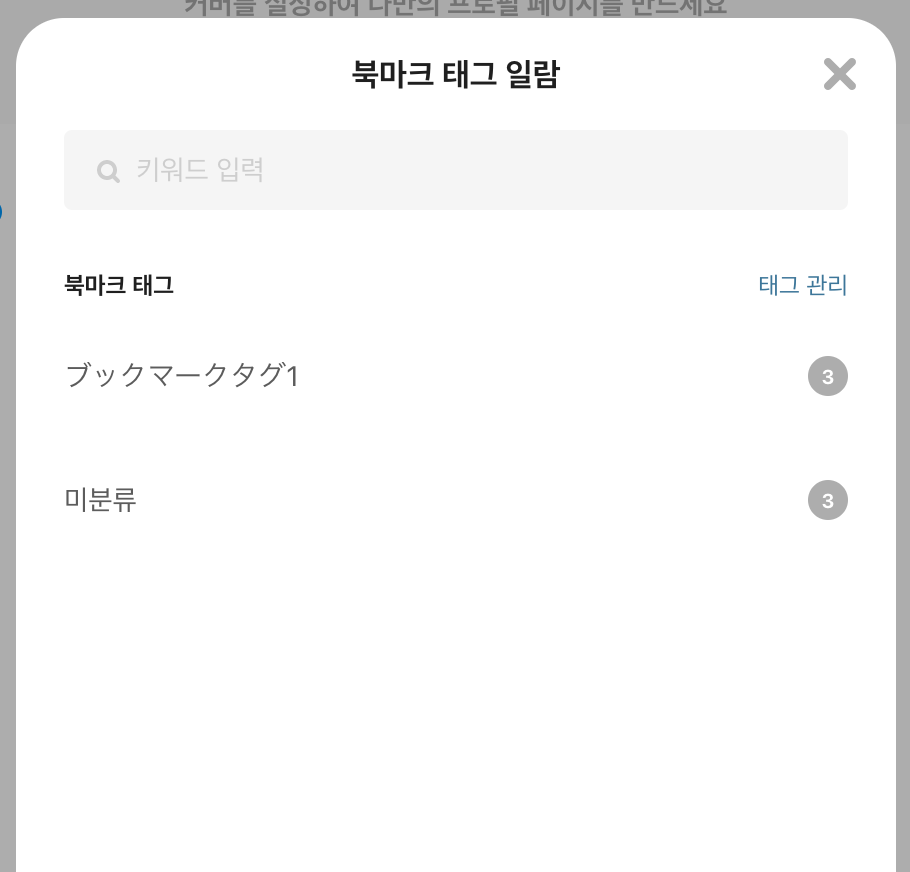 커버를 설정하여 나만의 프로필 페이지를 만드세요
북마크 태그 일람
키워드 입력
북마크 태그
태그 관리
ブックマークタグ1
3
미분류
3